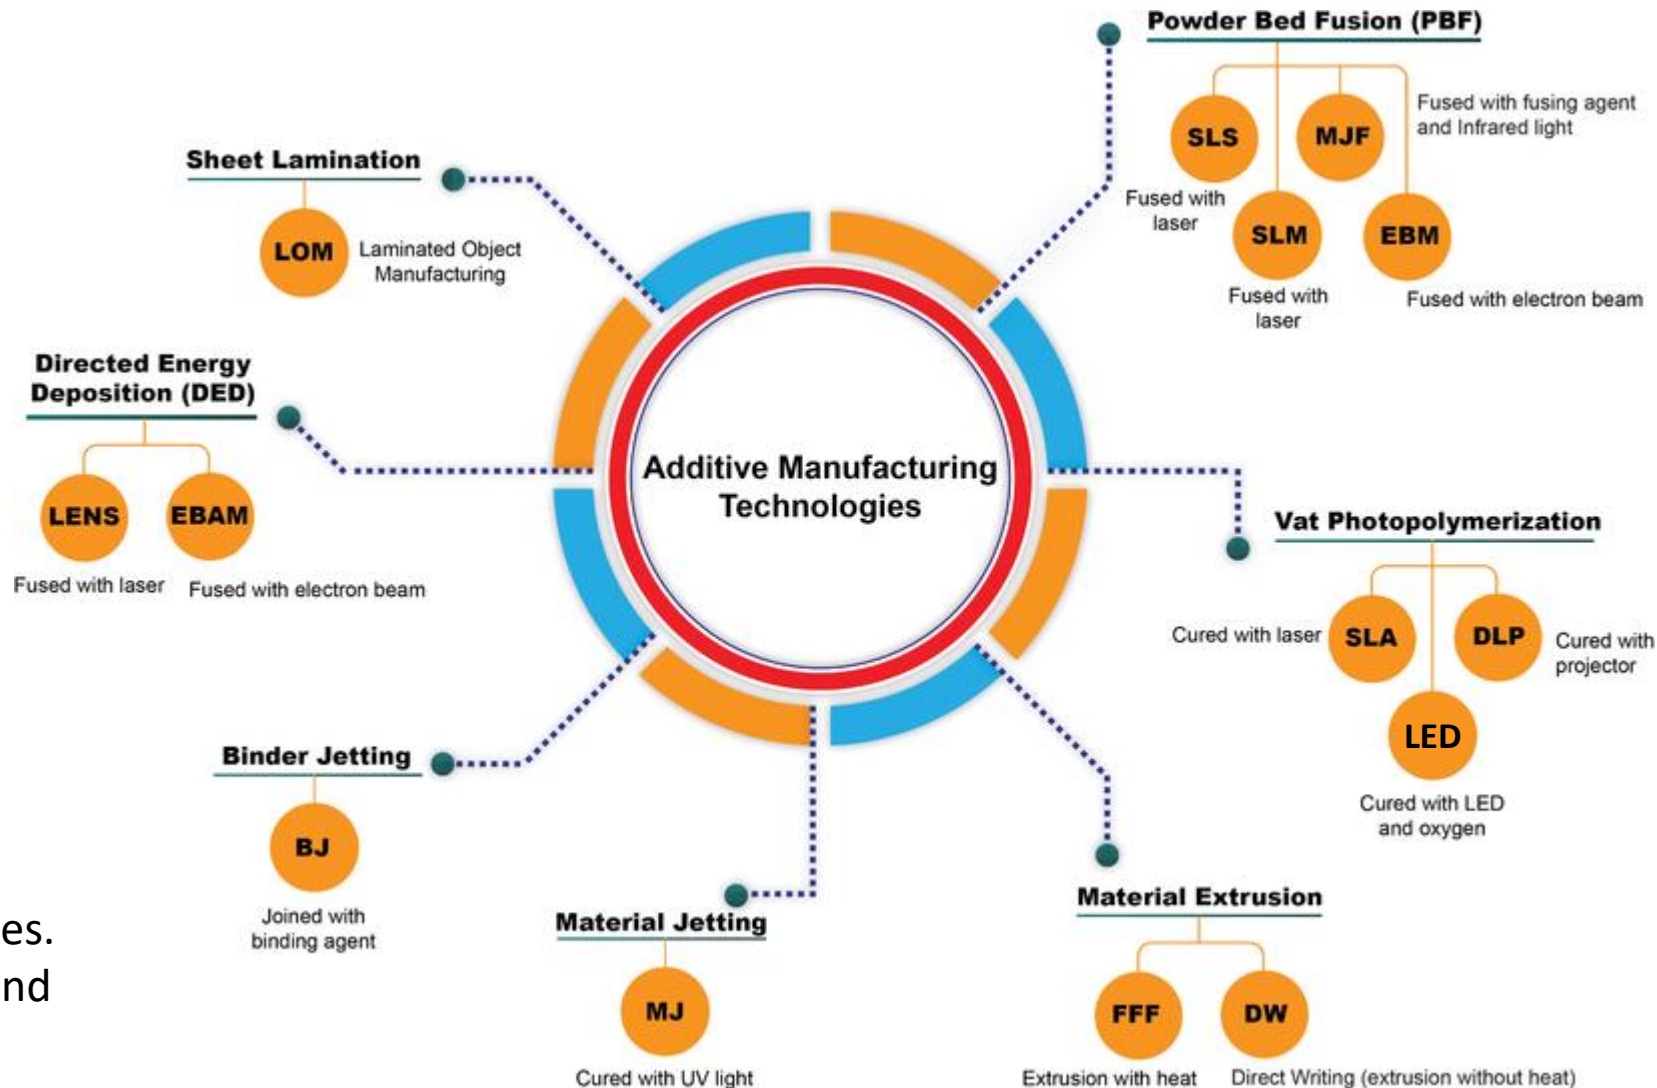 Powder Bed Fusion (PBF)
SLS
MJF
Fused with fusing agent
and Infrared light
Fused with
laser
SLM
EBM
Fused with
laser
Fused with electron beam
Sheet Lamination
LOM
Laminated Object
Manufacturing
Directed Energy
Deposition (DED)
LENS
EBAM
Fused with laser
Fused with electron beam
Additive Manufacturing
Technologies
Vat Photopolymerization
Cured with laser
SLA
DLP
Cured with
projector
LED
Cured with LED
and oxygen
Binder Jetting
BJ
Joined with
binding agent
Material Jetting
MJ
Cured with UV light
Material Extrusion
FFF
DW
Extrusion with heat
Direct Writing (extrusion without heat)
es.
nd